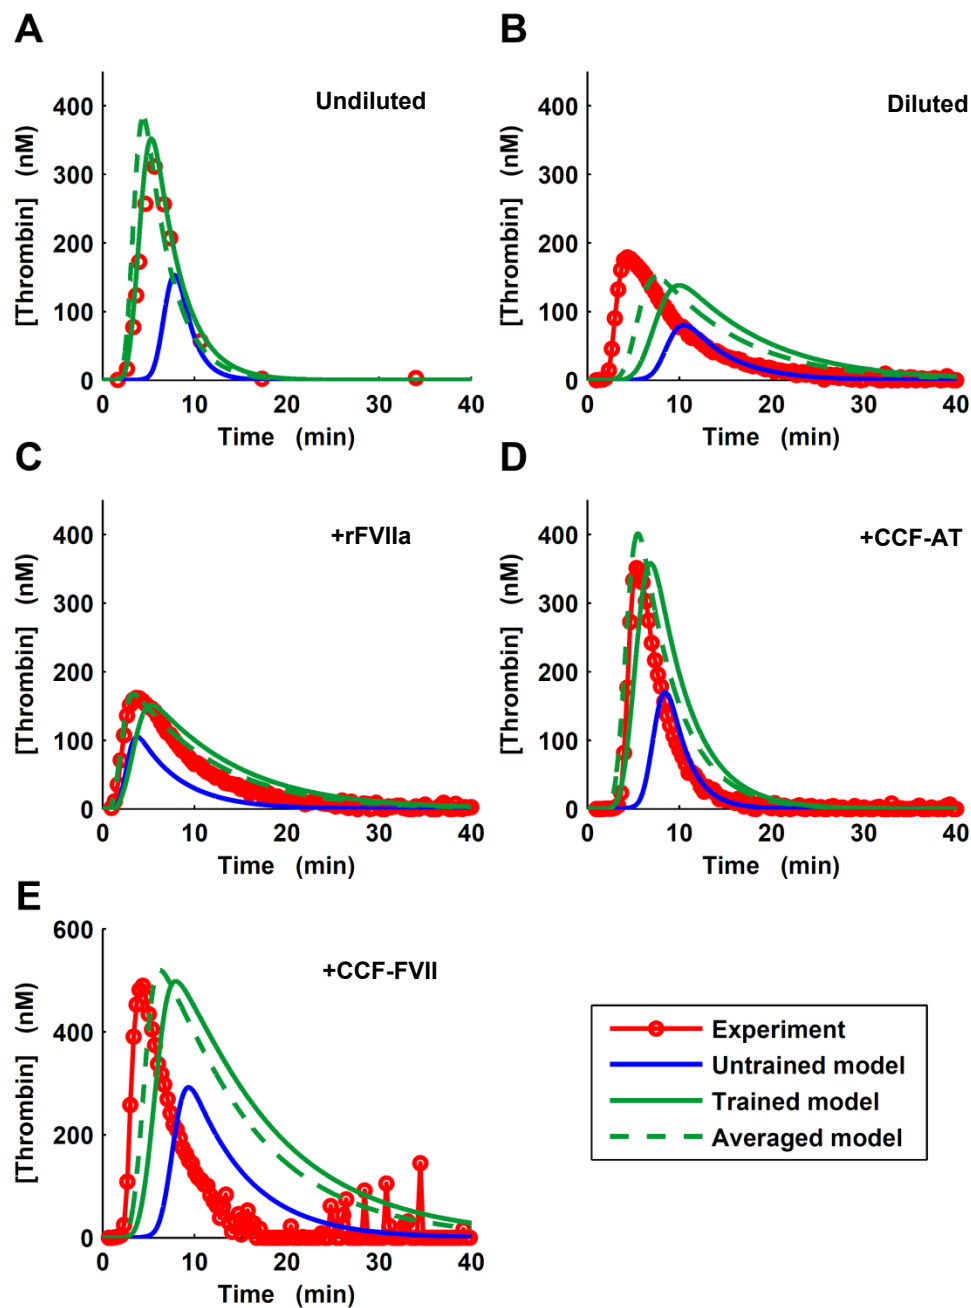 A
[Thrombin] (nM)
400
300
200
100
0
Undiluted
0 10 20 30 40
Time (min)
B
[Thrombin] (nM)
400
300
200
100
0
Diluted
0 10 20 30 40
Time (min)
C
[Thrombin] (nM)
400
300
200
100
0
+rFVIIa
0 10 20 30 40
Time (min)
D
[Thrombin] (nM)
400
300
200
100
0
+CCF-AT
0 10 20 30 40
Time (min)
E
[Thrombin] (nM)
600
400
200
0
+CCF-FVII
0 10 20 30 40
Time (min)
Experiment
Untrained model
Trained model
Averaged model